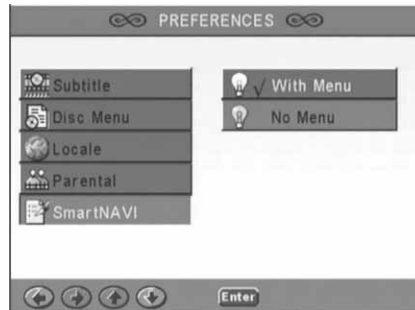 PREFERENCES
Subtitle
Disc Menu
Locale
Parental
SmartNAVI
√ With Menu
No Menu
Enter